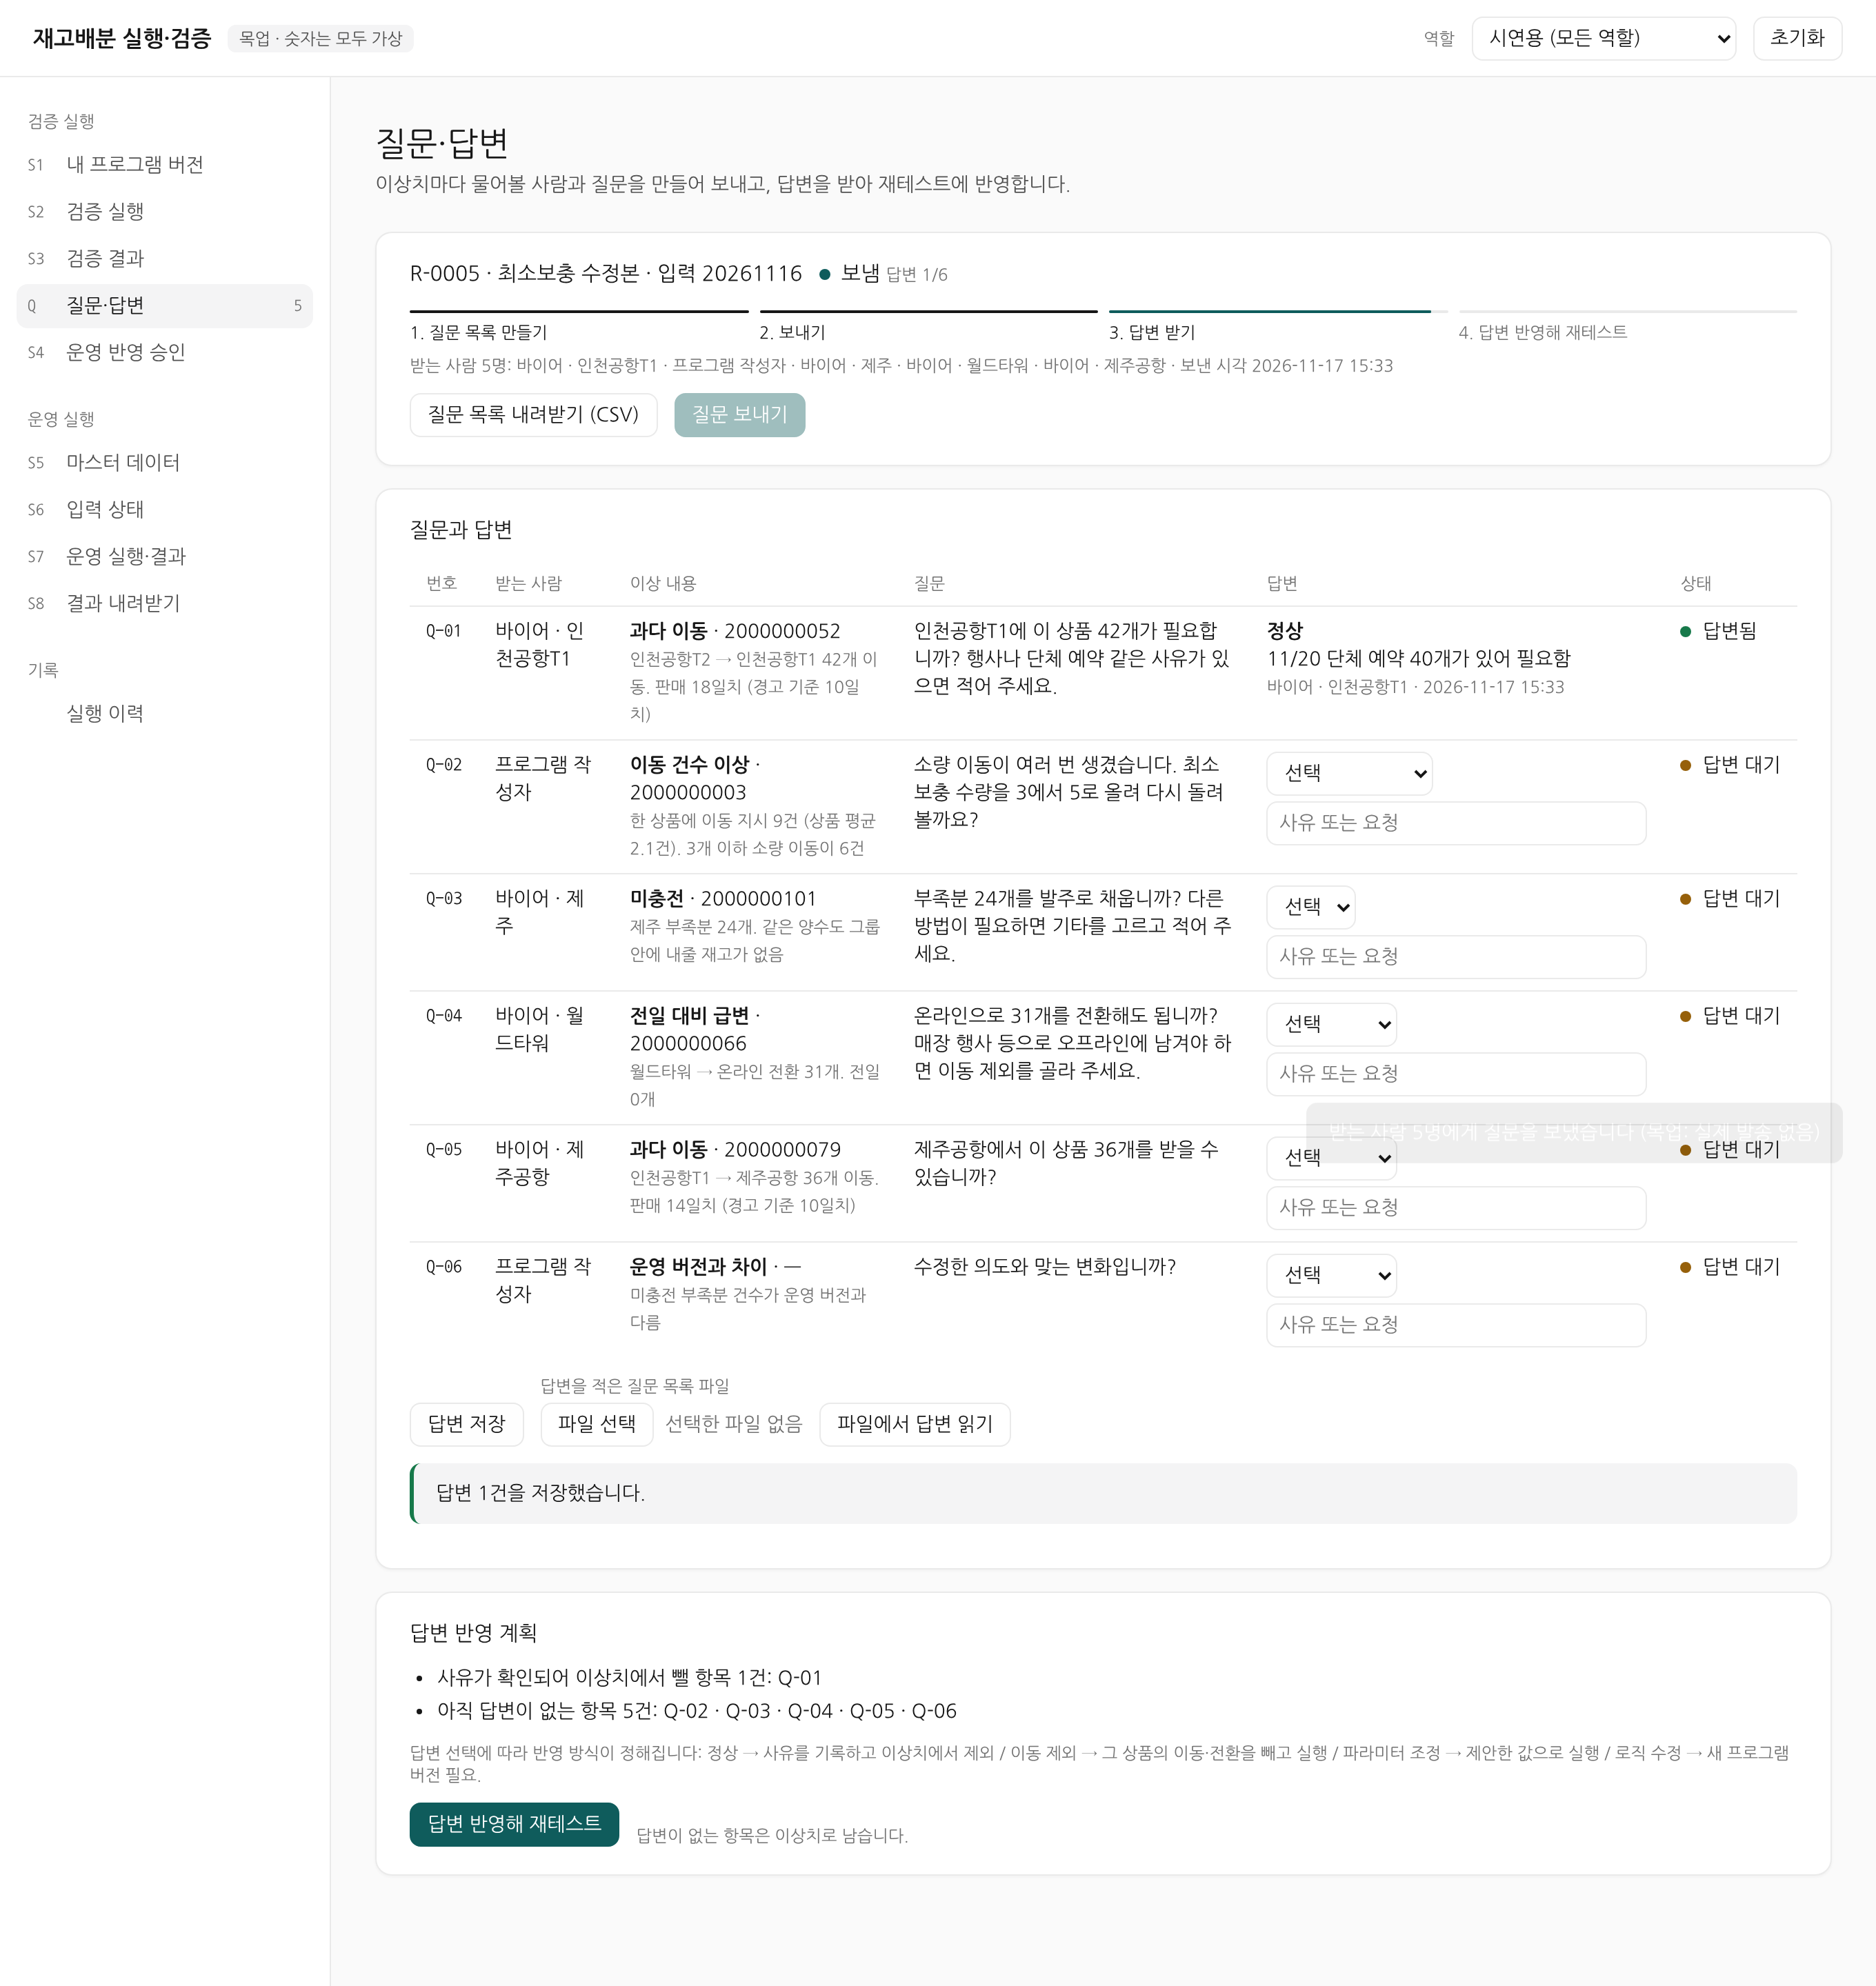 재고배분 실행·검증
목업 · 숫자는 모두 가상
역할
시연용 (모든 역할)
초기화
검증 실행
S1 내 프로그램 버전
S2 검증 실행
S3 검증 결과
Q 질문·답변 5
S4 운영 반영 승인
운영 실행
S5 마스터 데이터
S6 입력 상태
S7 운영 실행·결과
S8 결과 내려받기
기록
실행 이력
질문·답변
이상치마다 물어볼 사람과 질문을 만들어 보내고, 답변을 받아 재테스트에 반영합니다.
R-0005 · 최소보충 수정본 · 입력 20261116 보냄 답변 1/6
1. 질문 목록 만들기
2. 보내기
3. 답변 받기
4. 답변 반영해 재테스트
받는 사람 5명: 바이어 · 인천공항T1 · 프로그램 작성자 · 바이어 · 제주 · 바이어 · 월드타워 · 바이어 · 제주공항 · 보낸 시각 2026-11-17 15:33
질문 목록 내려받기 (CSV)
질문 보내기
질문과 답변
번호 받는 사람 이상 내용 질문 답변 상태
Q-01
바이어 · 인
천공항T1
과다 이동 · 2000000052
인천공항T2 → 인천공항T1 42개 이
동. 판매 18일치 (경고 기준 10일
치)
인천공항T1에 이 상품 42개가 필요합
니까? 행사나 단체 예약 같은 사유가 있
으면 적어 주세요.
정상
11/20 단체 예약 40개가 있어 필요함
바이어 · 인천공항T1 · 2026-11-17 15:33
답변됨
Q-02
프로그램 작
성자
이동 건수 이상 ·
2000000003
한 상품에 이동 지시 9건 (상품 평균
2.1건). 3개 이하 소량 이동이 6건
소량 이동이 여러 번 생겼습니다. 최소
보충 수량을 3에서 5로 올려 다시 돌려
볼까요?
선택
사유 또는 요청
답변 대기
Q-03
바이어 · 제
주
미충전 · 2000000101
제주 부족분 24개. 같은 양수도 그룹
안에 내줄 재고가 없음
부족분 24개를 발주로 채웁니까? 다른
방법이 필요하면 기타를 고르고 적어 주
세요.
선택
사유 또는 요청
답변 대기
Q-04
바이어 · 월
드타워
전일 대비 급변 ·
2000000066
월드타워 → 온라인 전환 31개. 전일
0개
온라인으로 31개를 전환해도 됩니까?
매장 행사 등으로 오프라인에 남겨야 하
면 이동 제외를 골라 주세요.
선택
사유 또는 요청
답변 대기
받는 사람 5명에게 질문을 보냈습니다 (목업: 실제 발송 없음)
Q-05
바이어 · 제
주공항
과다 이동 · 2000000079
인천공항T1 → 제주공항 36개 이동.
판매 14일치 (경고 기준 10일치)
제주공항에서 이 상품 36개를 받을 수
있습니까?
선택
사유 또는 요청
답변 대기
Q-06
프로그램 작
성자
운영 버전과 차이 · —
미충전 부족분 건수가 운영 버전과
다름
수정한 의도와 맞는 변화입니까?
선택
사유 또는 요청
답변 대기
답변을 적은 질문 목록 파일
답변 저장
파일 선택
선택한 파일 없음
파일에서 답변 읽기
답변 1건을 저장했습니다.
답변 반영 계획
• 사유가 확인되어 이상치에서 뺄 항목 1건: Q-01
• 아직 답변이 없는 항목 5건: Q-02 · Q-03 · Q-04 · Q-05 · Q-06
답변 선택에 따라 반영 방식이 정해집니다: 정상 → 사유를 기록하고 이상치에서 제외 / 이동 제외 → 그 상품의 이동·전환을 빼고 실행 / 파라미터 조정 → 제안한 값으로 실행 / 로직 수정 → 새 프로그램
버전 필요.
답변 반영해 재테스트
답변이 없는 항목은 이상치로 남습니다.